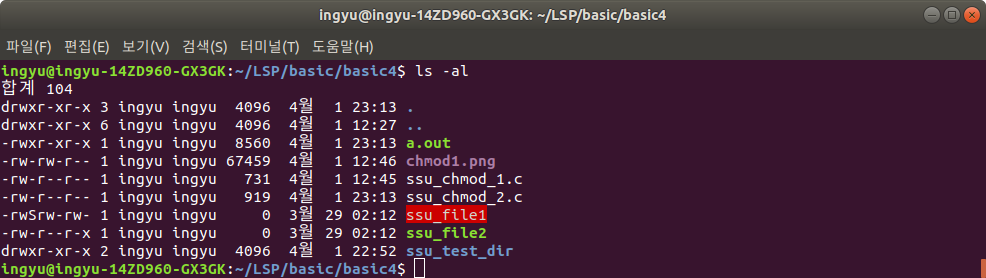 ingyu@ingyu-14ZD960-GX3GK: ~/LSP/basic/basic4
파일(F) 편집(E) 보기(V) 검색(S) 터미널(T) 도움말(H)
ingyu@ingyu-14ZD960-GX3GK:~/LSP/basic/basic4$ ls -al
합계 104
drwxr-xr-x 3 ingyu ingyu  4096  4월  1 23:13 .
drwxr-xr-x 6 ingyu ingyu  4096  4월  1 12:27 ..
-rwxr-xr-x 1 ingyu ingyu  8560  4월  1 23:13 a.out
-rw-rw-r-- 1 ingyu ingyu 67459  4월  1 12:46 chmod1.png
-rw-r--r-- 1 ingyu ingyu   731  4월  1 12:45 ssu_chmod_1.c
-rw-r--r-- 1 ingyu ingyu   919  4월  1 23:13 ssu_chmod_2.c
-rwSrw-rw- 1 ingyu ingyu     0  3월 29 02:12 ssu_file1
-rw-r--r-x 1 ingyu ingyu     0  3월 29 02:12 ssu_file2
drwxr-xr-x 2 ingyu ingyu  4096  4월  1 22:52 ssu_test_dir
ingyu@ingyu-14ZD960-GX3GK:~/LSP/basic/basic4$